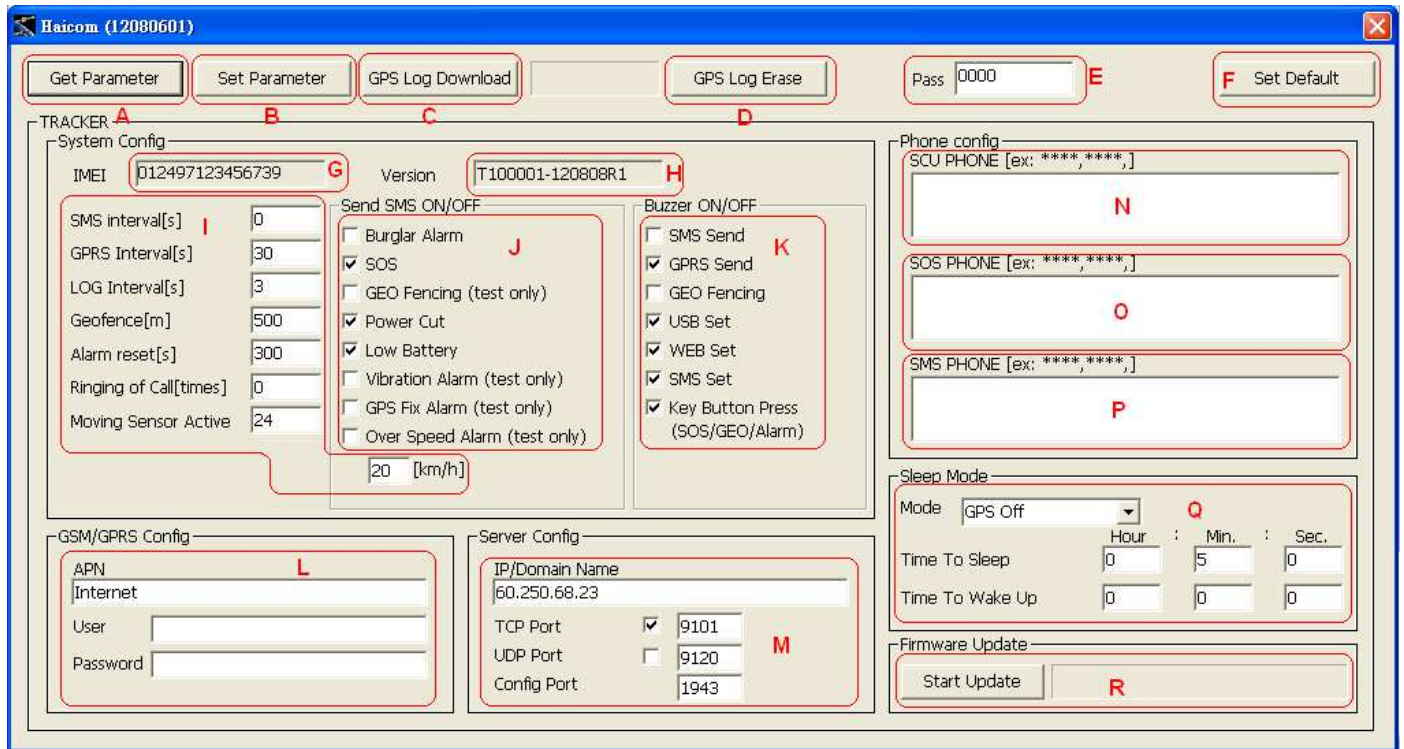 Haicom (12080601)
Get Parameter Set Parameter GPS Log Download GPS Log Erase Pass 0000 E F Set Default
A B C D
TRACKER
System Config
IMEI 012497123456739 G Version T100001-120808R1 H
SMS interval[s] 0 I
GPRS Interval[s] 30
LOG Interval[s] 3
Geofence[m] 500
Alarm reset[s] 300
Ringing of Call[times] 0
Moving Sensor Active 24
Send SMS ON/OFF
Burglar Alarm J
SOS
GEO Fencing (test only)
Power Cut
Low Battery
Vibration Alarm (test only)
GPS Fix Alarm (test only)
Over Speed Alarm (test only)
20 [km/h]
Buzzer ON/OFF
SMS Send K
GPRS Send
GEO Fencing
USB Set
WEB Set
SMS Set
Key Button Press
(SOS/GEO/Alarm)
Phone config
SCU PHONE [ex: ****,****,]
N
SOS PHONE [ex: ****,****,]
O
SMS PHONE [ex: ****,****,]
P
GSM/GPRS Config
APN L
Internet
User
Password
Server Config
IP/Domain Name
60.250.68.23
TCP Port 9101
UDP Port 9120 M
Config Port 1943
Sleep Mode
Mode GPS Off Q
Hour : Min. : Sec.
Time To Sleep 0 5 0
Time To Wake Up 0 0 0
Firmware Update
Start Update R